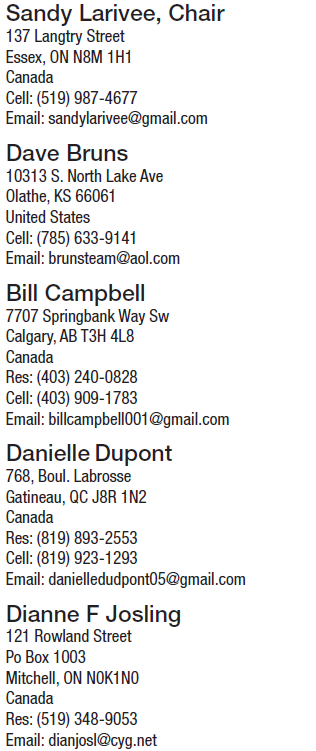 Sandy Larivee, Chair
137 Langtry Street
Essex, ON N8M 1H1
Canada
Cell: (519) 987-4677
Email: sandylarivee@gmail.com
Dave Bruns
10313 S. North Lake Ave
Olathe, KS 66061
United States
Cell: (785) 633-9141
Email: brunsteam@aol.com
Bill Campbell
7707 Springbank Way Sw
Calgary, AB T3H 4L8
Canada
Res: (403) 240-0828
Cell: (403) 909-1783
Email: billcampbell001@gmail.com
Danielle Dupont
768, Boul. Labrosse
Gatineau, QC J8R 1N2
Canada
Res: (819) 893-2553
Cell: (819) 923-1293
Email: danielledudpont05@gmail.com
Dianne F Josling
121 Rowland Street
Po Box 1003
Mitchell, ON N0K1N0
Canada
Res: (519) 348-9053
Email: dianjosl@cyg.net